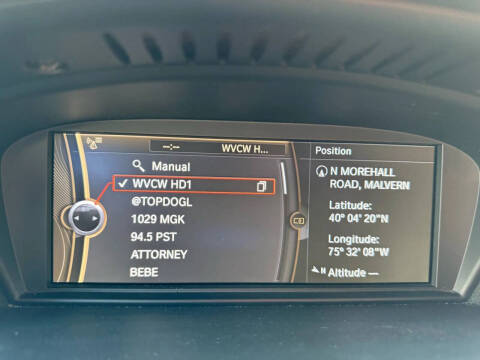 --:-- WVCW H...
Manual
WVCW HD1
@TOPDOGL
1029 MGK
94.5 PST
ATTORNEY
BEBE
Position
N MOREHALL
ROAD, MALVERN
Latitude:
40° 04' 20"N
Longitude:
75° 32' 08"W
N Altitude ---